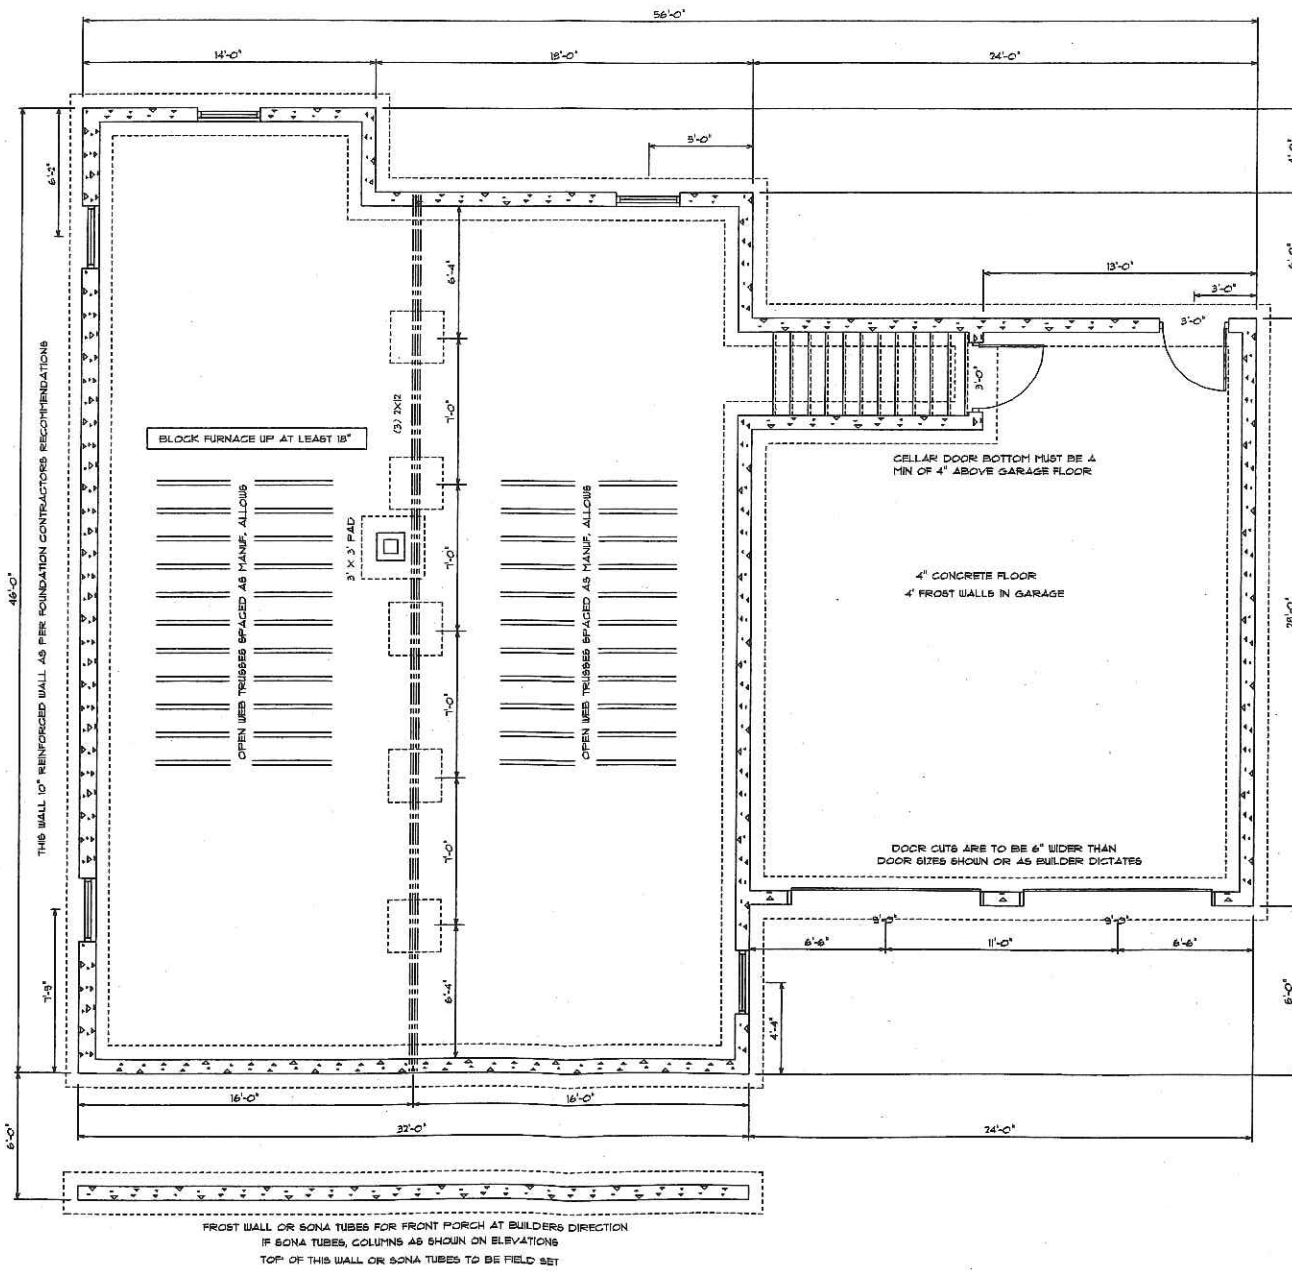 56'-0"
14'-0"
18'-0"
24'-0"
5'-0"
4'-0"
6'-2"
6'-0"
13'-0"
3'-0"
3'-0"
6'-4"
3'-0"
(3) 2X12
7'-0"
BLOCK FURNACE UP AT LEAST 18"
CELLAR DOOR BOTTOM MUST BE A
MIN OF 4" ABOVE GARAGE FLOOR
THIS WALL 10" REINFORCED WALL AS PER FOUNDATION CONTRACTORS RECOMMENDATIONS
46'-0"
OPEN WEB TRUSSES SPACED AS MANUF. ALLOWS
3' X 3' PAD
7'-0"
OPEN WEB TRUSSES SPACED AS MANUF. ALLOWS
4" CONCRETE FLOOR
4' FROST WALLS IN GARAGE
28'-0"
7'-0"
7'-0"
DOOR CUTS ARE TO BE 6" WIDER THAN
DOOR SIZES SHOWN OR AS BUILDER DICTATES
9'-0"
9'-0"
6'-6"
11'-0"
6'-6"
6'-4"
4'-4"
16'-0"
16'-0"
32'-0"
24'-0"
6'-0"
FROST WALL OR SONA TUBES FOR FRONT PORCH AT BUILDERS DIRECTION
IF SONA TUBES, COLUMNS AS SHOWN ON ELEVATIONS
TOP OF THIS WALL OR SONA TUBES TO BE FIELD SET